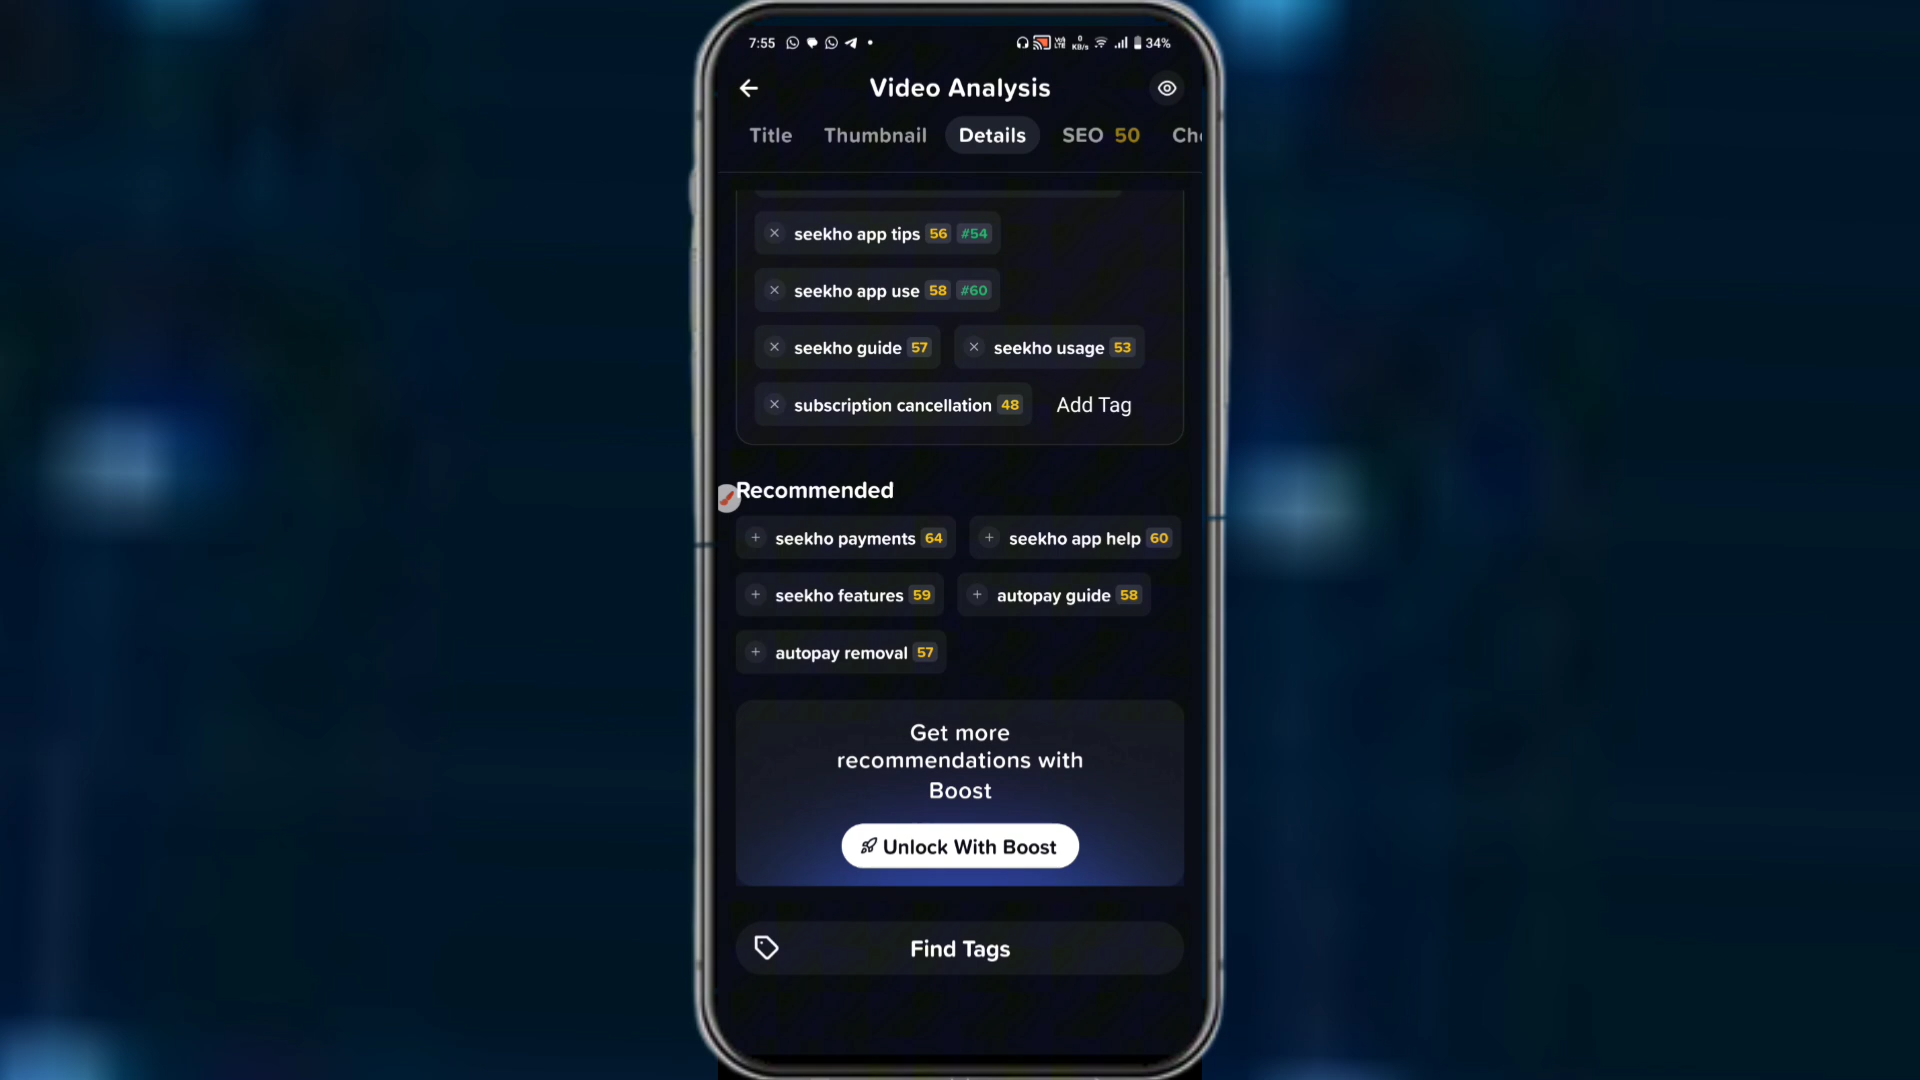 7:55 0 KB/s 34%
Video Analysis
Title Thumbnail Details SEO 50
seekho app tips 56 #54
seekho app use 58 #60
seekho guide 57 seekho usage 53
subscription cancellation 48 Add Tag
Recommended
seekho payments 64 seekho app help 60
seekho features 59 autopay guide 58
autopay removal 57
Get more
recommendations with
Boost
Unlock With Boost
Find Tags